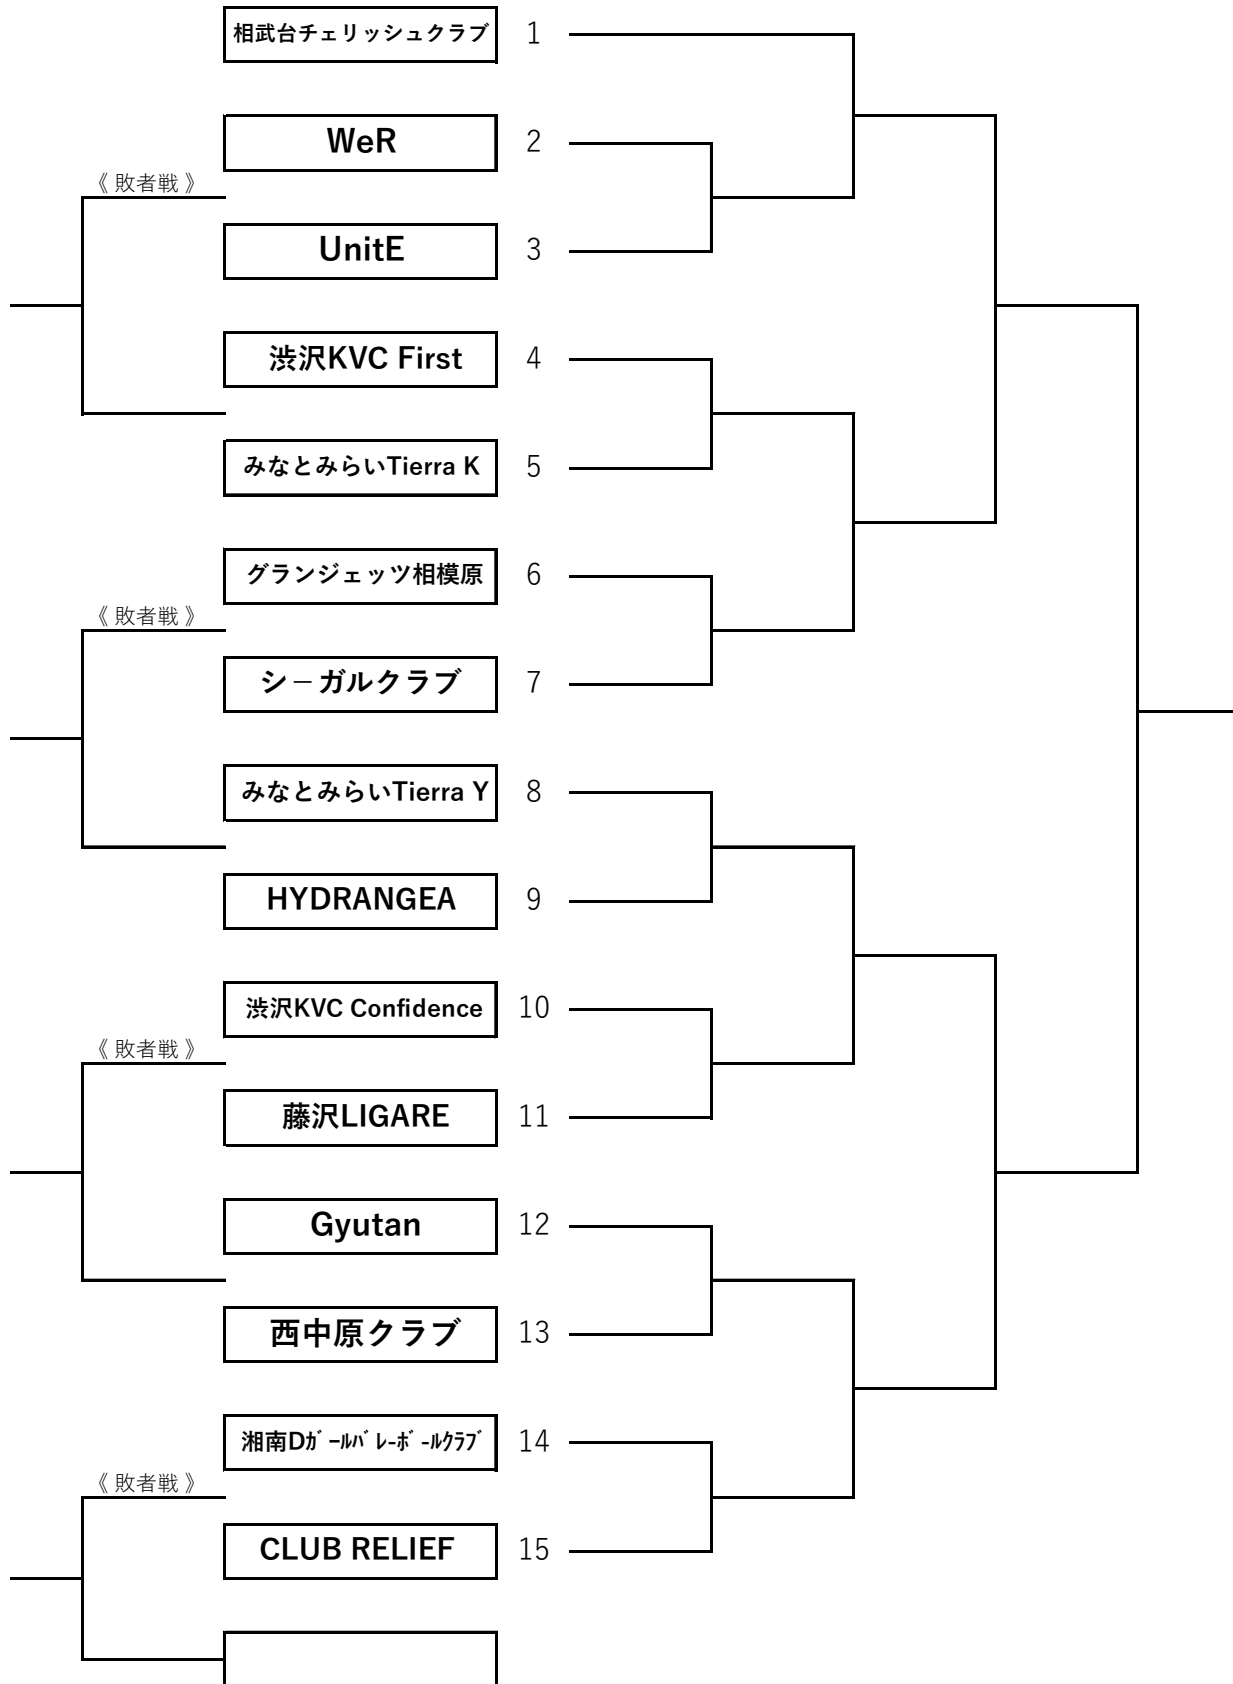 相武台チェリッシュクラブ 1
WeR 2
《 敗者戦 》
UnitE 3
渋沢KVC First 4
みなとみらいTierra K 5
グランジェッツ相模原 6
《 敗者戦 》
シーガルクラブ 7
みなとみらいTierra Y 8
HYDRANGEA 9
渋沢KVC Confidence 10
《 敗者戦 》
藤沢LIGARE 11
Gyutan 12
西中原クラブ 13
湘南Dｶﾞｰﾙﾊﾞﾚｰﾎﾞｰﾙｸﾗﾌﾞ 14
《 敗者戦 》
CLUB RELIEF 15